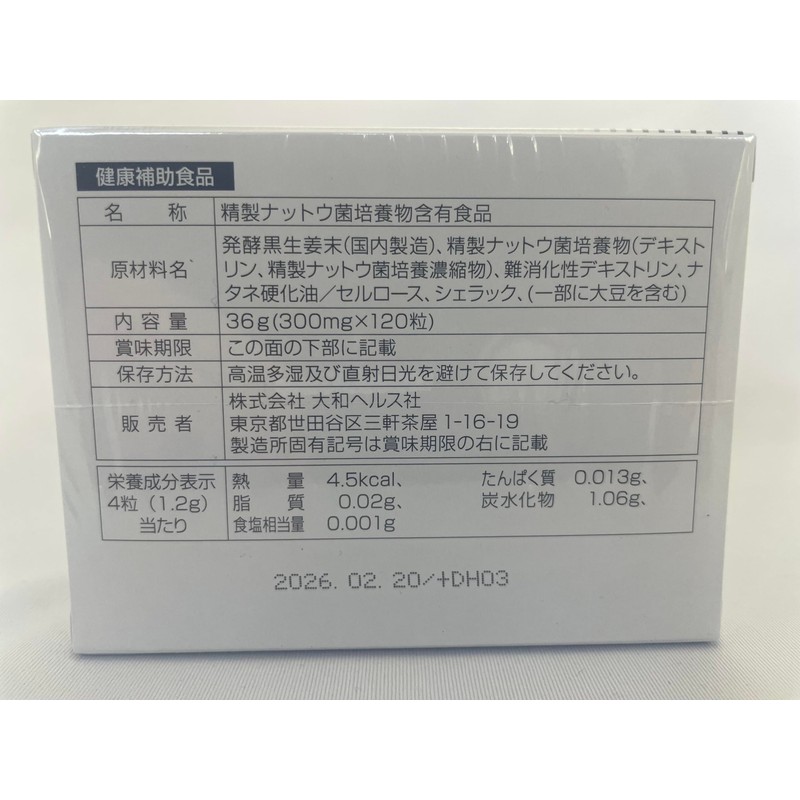 健康補助食品
名 称 精製ナットウ菌培養物含有食品
原材料名 発酵黒生姜末(国内製造)、精製ナットウ菌培養物(デキスト
リン、精製ナットウ菌培養濃縮物)、難消化性デキストリン、ナ
タネ硬化油/セルロース、シェラック、(一部に大豆を含む)
内容量 36g(300mg×120粒)
賞味期限 この面の下部に記載
保存方法 高温多湿及び直射日光を避けて保存してください。
販売者 株式会社 大和ヘルス社
東京都世田谷区三軒茶屋1-16-19
製造所固有記号は賞味期限の右に記載
栄養成分表示 熱 量 4.5kcal、 たんぱく質 0.013g、
4粒(1.2g) 脂 質 0.02g、 炭水化物 1.06g、
当たり 食塩相当量 0.001g
2026. 02. 20/+DH03